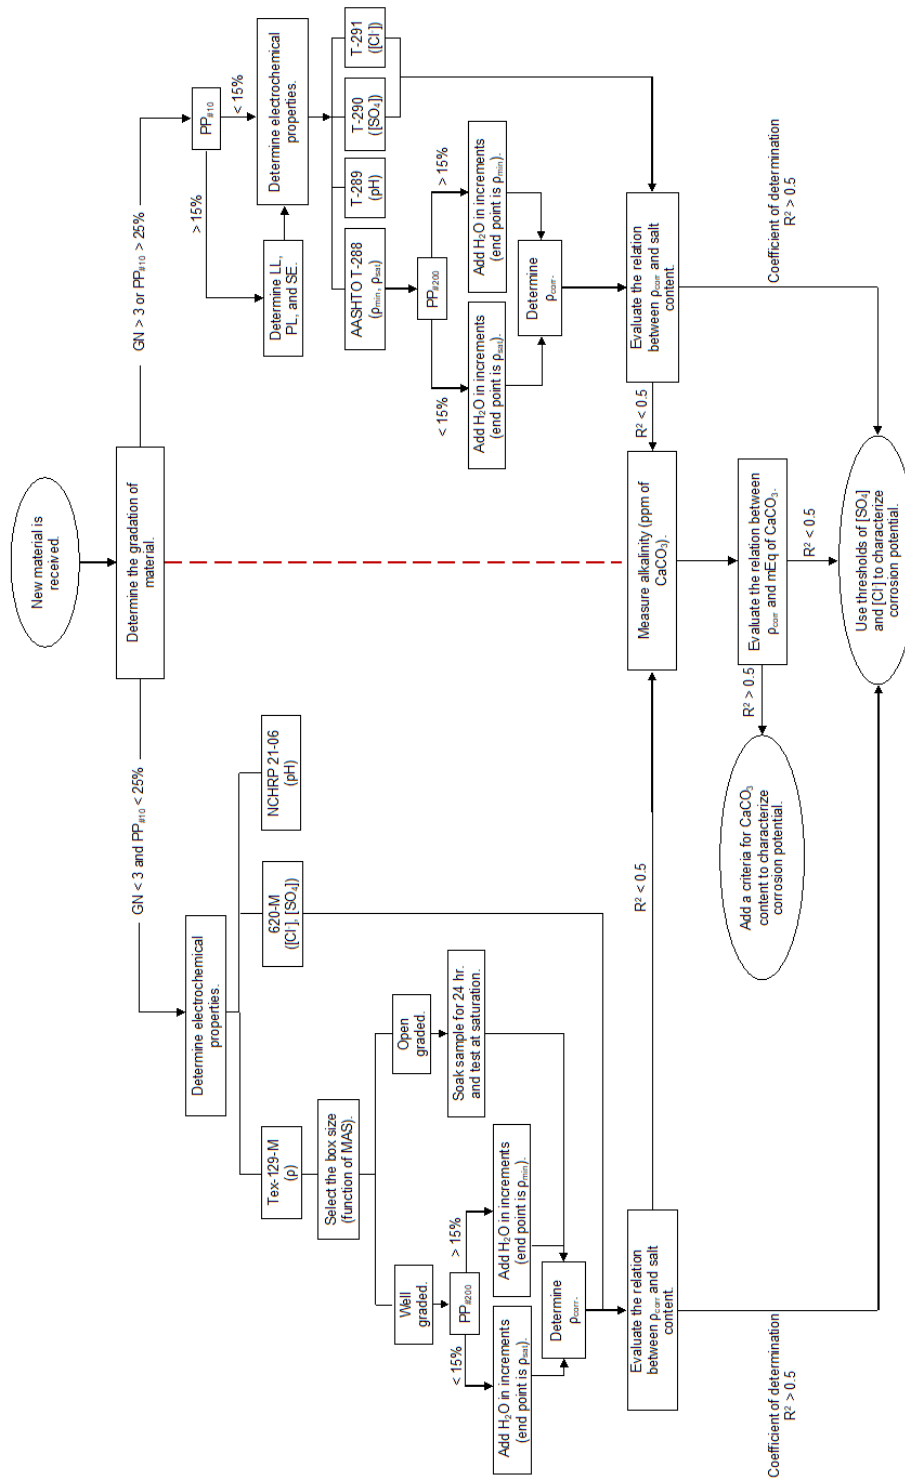 New material is
received.
Determine the gradation of
material.
GN < 3 and PP#10 < 25%
GN > 3 or PP#10 > 25%
Determine electrochemical
properties.
Tex-129-M
(ρ)
620-M
([Cl-], [SO4])
NCHRP 21-06
(pH)
Select the box size
(function of MAS).
Well
graded.
Open
graded.
PP#200
< 15%
> 15%
Add H2O in increments
(end point is ρsat).
Add H2O in increments
(end point is ρmin).
Soak sample for 24 hr.
and test at saturation.
Determine
ρcorr.
Evaluate the relation
between ρcorr and salt
content.
Coefficient of determination
R² > 0.5
R² < 0.5
PP#10
> 15%
< 15%
Determine LL,
PL, and SE.
Determine electrochemical
properties.
AASHTO T-288
(ρmin, ρsat)
T-289
(pH)
T-290
([SO4])
T-291
([Cl-])
PP#200
< 15%
> 15%
Add H2O in increments
(end point is ρsat).
Add H2O in increments
(end point is ρmin).
Determine
ρcorr.
Evaluate the relation
between ρcorr and salt
content.
R² < 0.5
Coefficient of determination
R² > 0.5
Measure alkalinity (ppm of
CaCO3).
Evaluate the relation between
ρcorr and mEq of CaCO3.
R² > 0.5
R² < 0.5
Add a criteria for CaCO3
content to characterize
corrosion potential.
Use thresholds of [SO4]
and [Cl-] to characterize
corrosion potential.